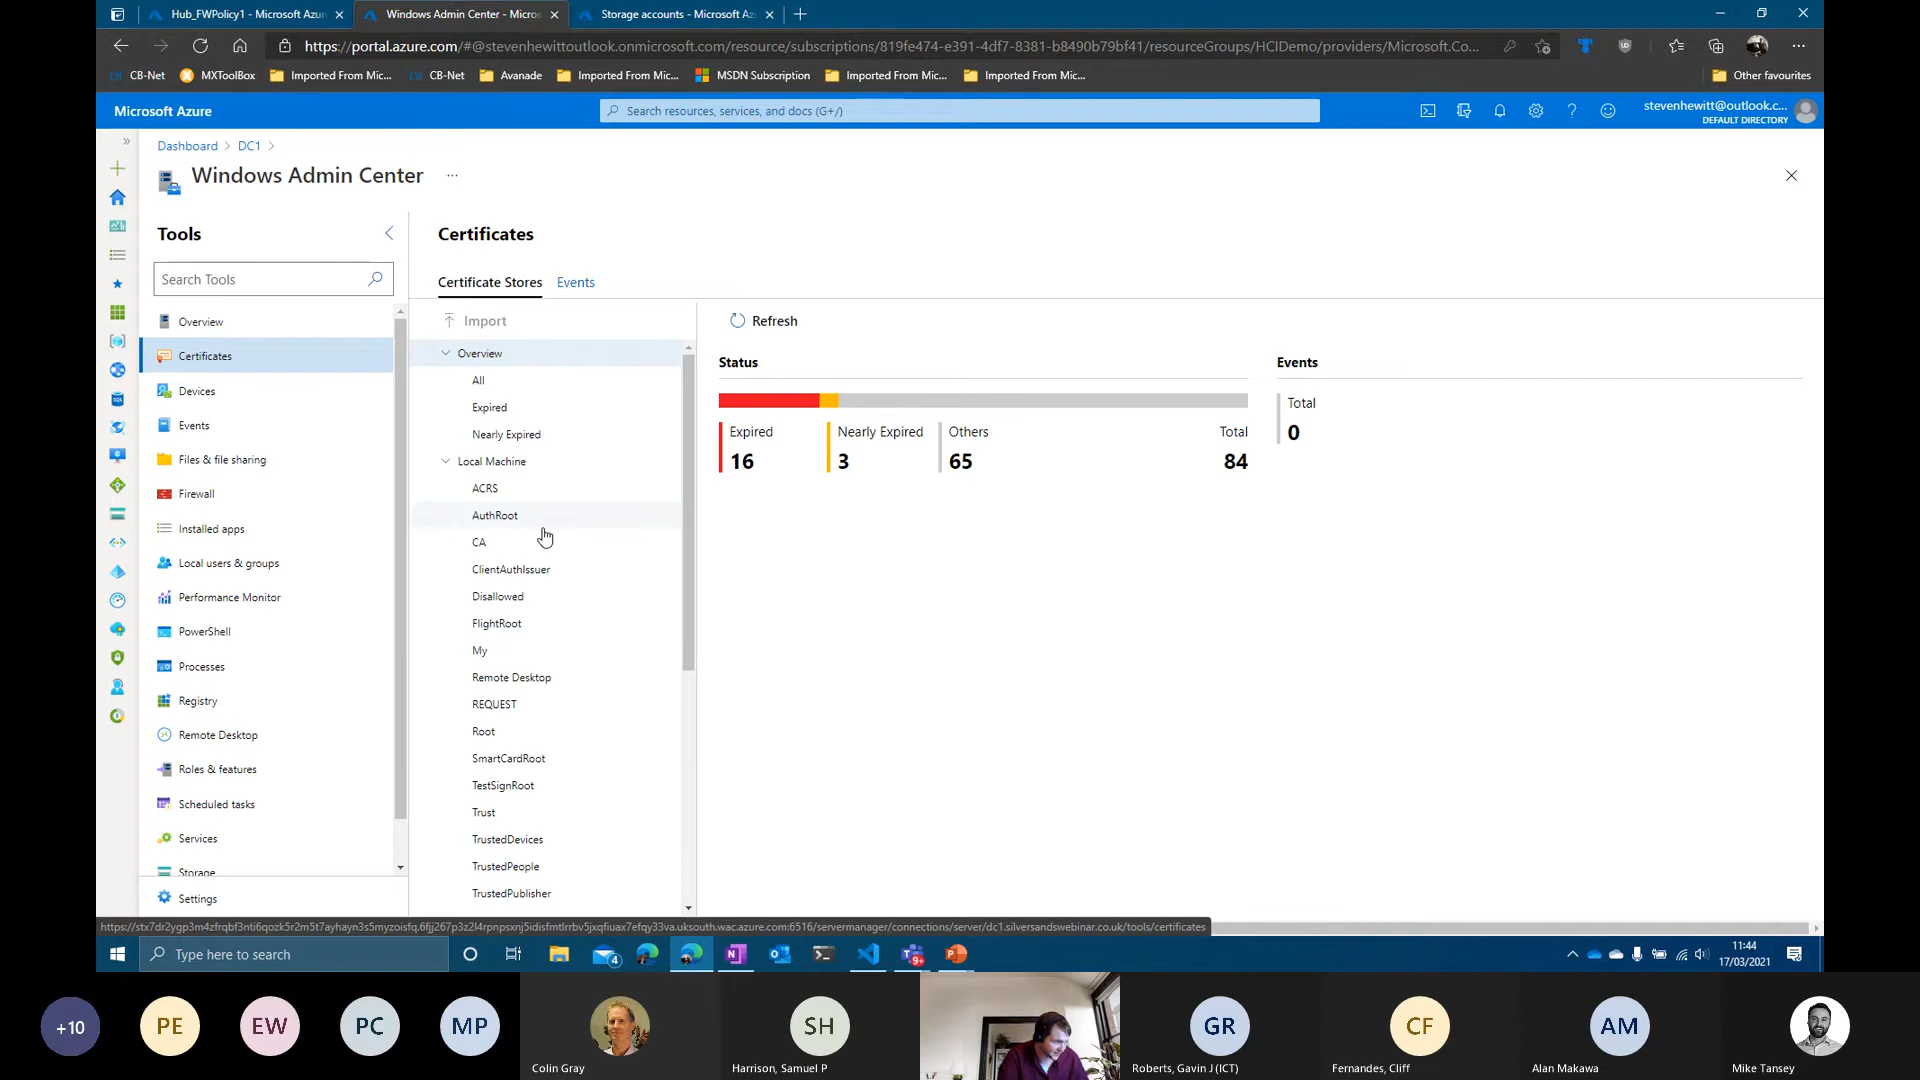 Hub_FWPolicy1 - Microsoft Azur
Windows Admin Center - Micros
Storage accounts - Microsoft Az
https://portal.azure.com/#@stevenhewittoutlook.onmicrosoft.com/resource/subscriptions/819fe474-e391-4df7-8381-b8490b79bf41/resourceGroups/HCIDemo/providers/Microsoft.Co...
CB-Net
MXToolBox
Imported From Mic...
CB-Net
Avanade
Imported From Mic...
MSDN Subscription
Imported From Mic...
Imported From Mic...
Other favourites
Microsoft Azure
Search resources, services, and docs (G+/)
stevenhewitt@outlook.c...
DEFAULT DIRECTORY
Dashboard > DC1 >
Windows Admin Center ...
Tools
Search Tools
Overview
Certificates
Devices
Events
Files & file sharing
Firewall
Installed apps
Local users & groups
Performance Monitor
PowerShell
Processes
Registry
Remote Desktop
Roles & features
Scheduled tasks
Services
Storage
Settings
Certificates
Certificate Stores
Events
Import
Overview
All
Expired
Nearly Expired
Local Machine
ACRS
AuthRoot
CA
ClientAuthIssuer
Disallowed
FlightRoot
My
Remote Desktop
REQUEST
Root
SmartCardRoot
TestSignRoot
Trust
TrustedDevices
TrustedPeople
TrustedPublisher
Refresh
Status
Expired
16
Nearly Expired
3
Others
65
Total
84
Events
Total
0
Type here to search
4
9+
11:44
17/03/2021
+10
PE
EW
PC
MP
Colin Gray
SH
Harrison, Samuel P
GR
Roberts, Gavin J (ICT)
CF
Fernandes, Cliff
AM
Alan Makawa
Mike Tansey